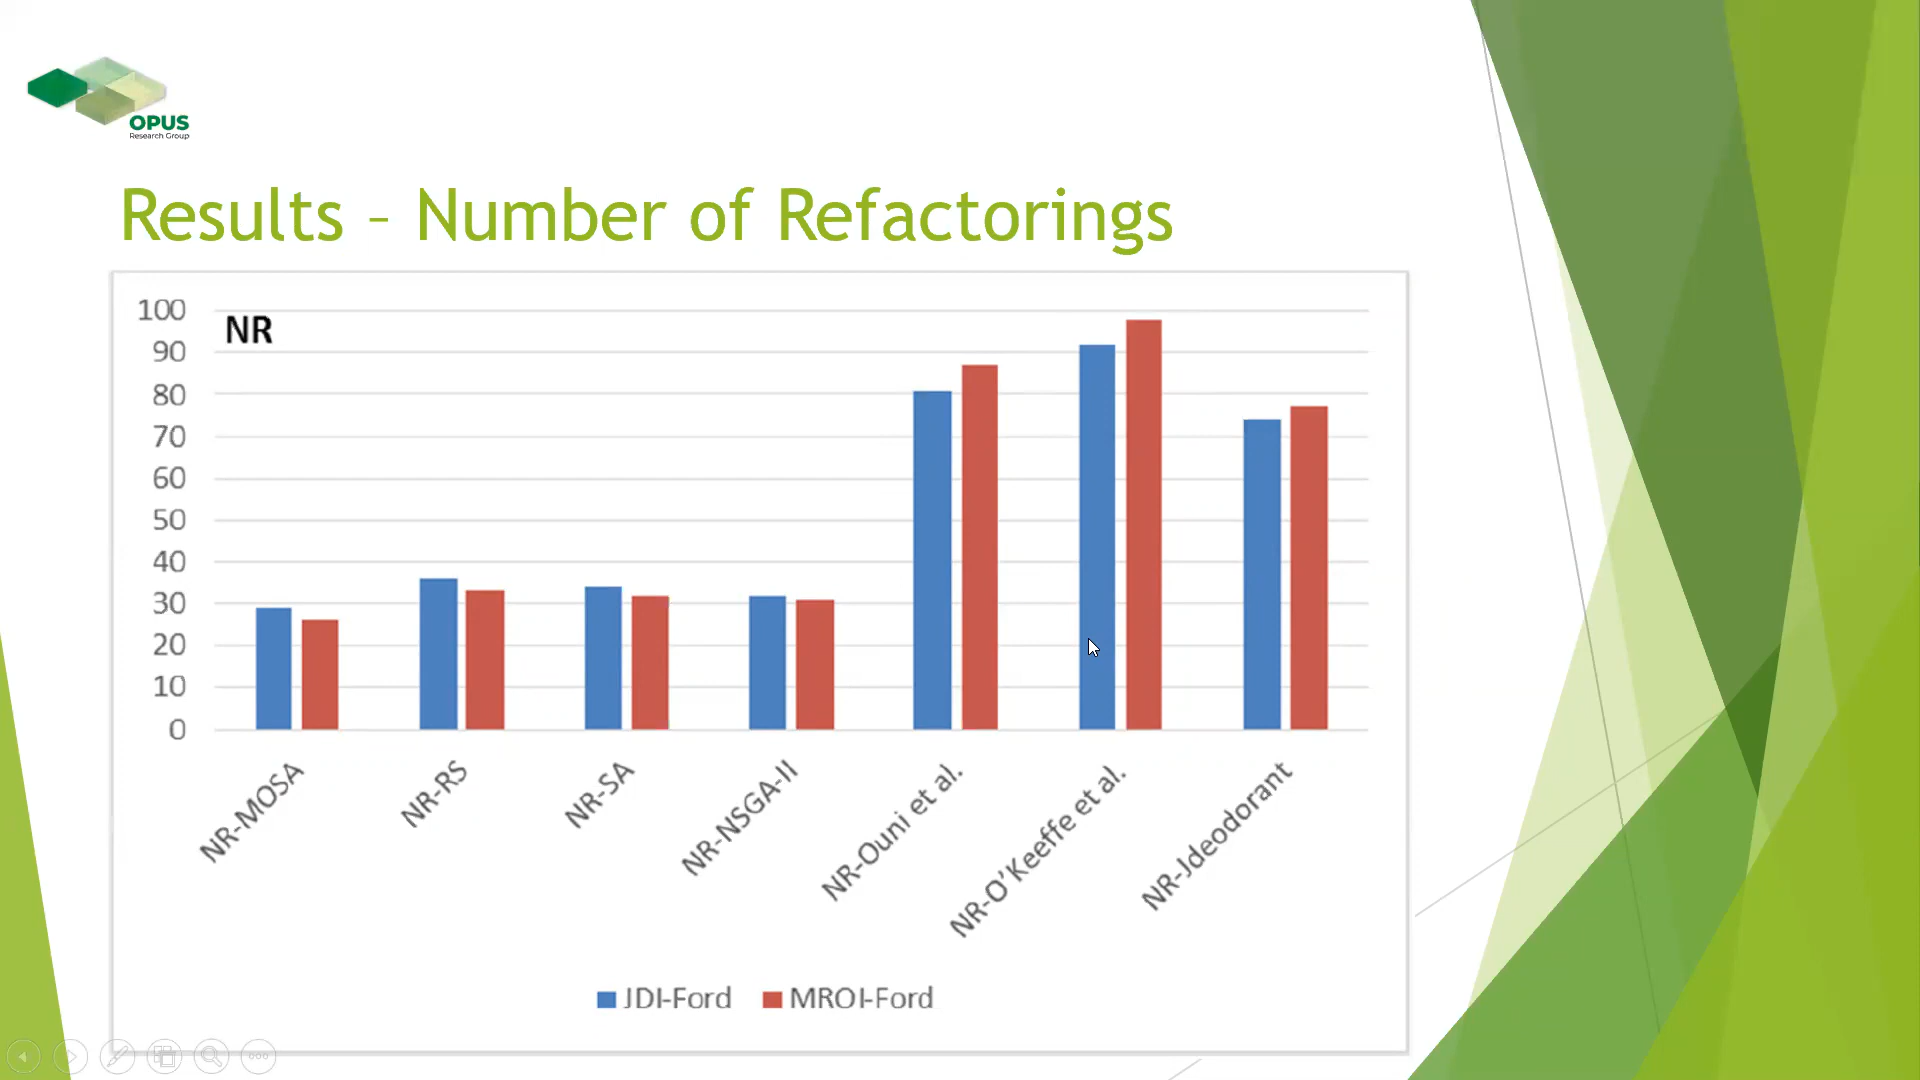 OPUS
Research Group
Results – Number of Refactorings
NR
100
90
80
70
60
50
40
30
20
10
0
NR-MOSA
NR-RS
NR-SA
NR-NSGA-II
NR-Ouni et al.
NR-O’Keeffe et al.
NR-Jdeodorant
JDI-Ford MROI-Ford